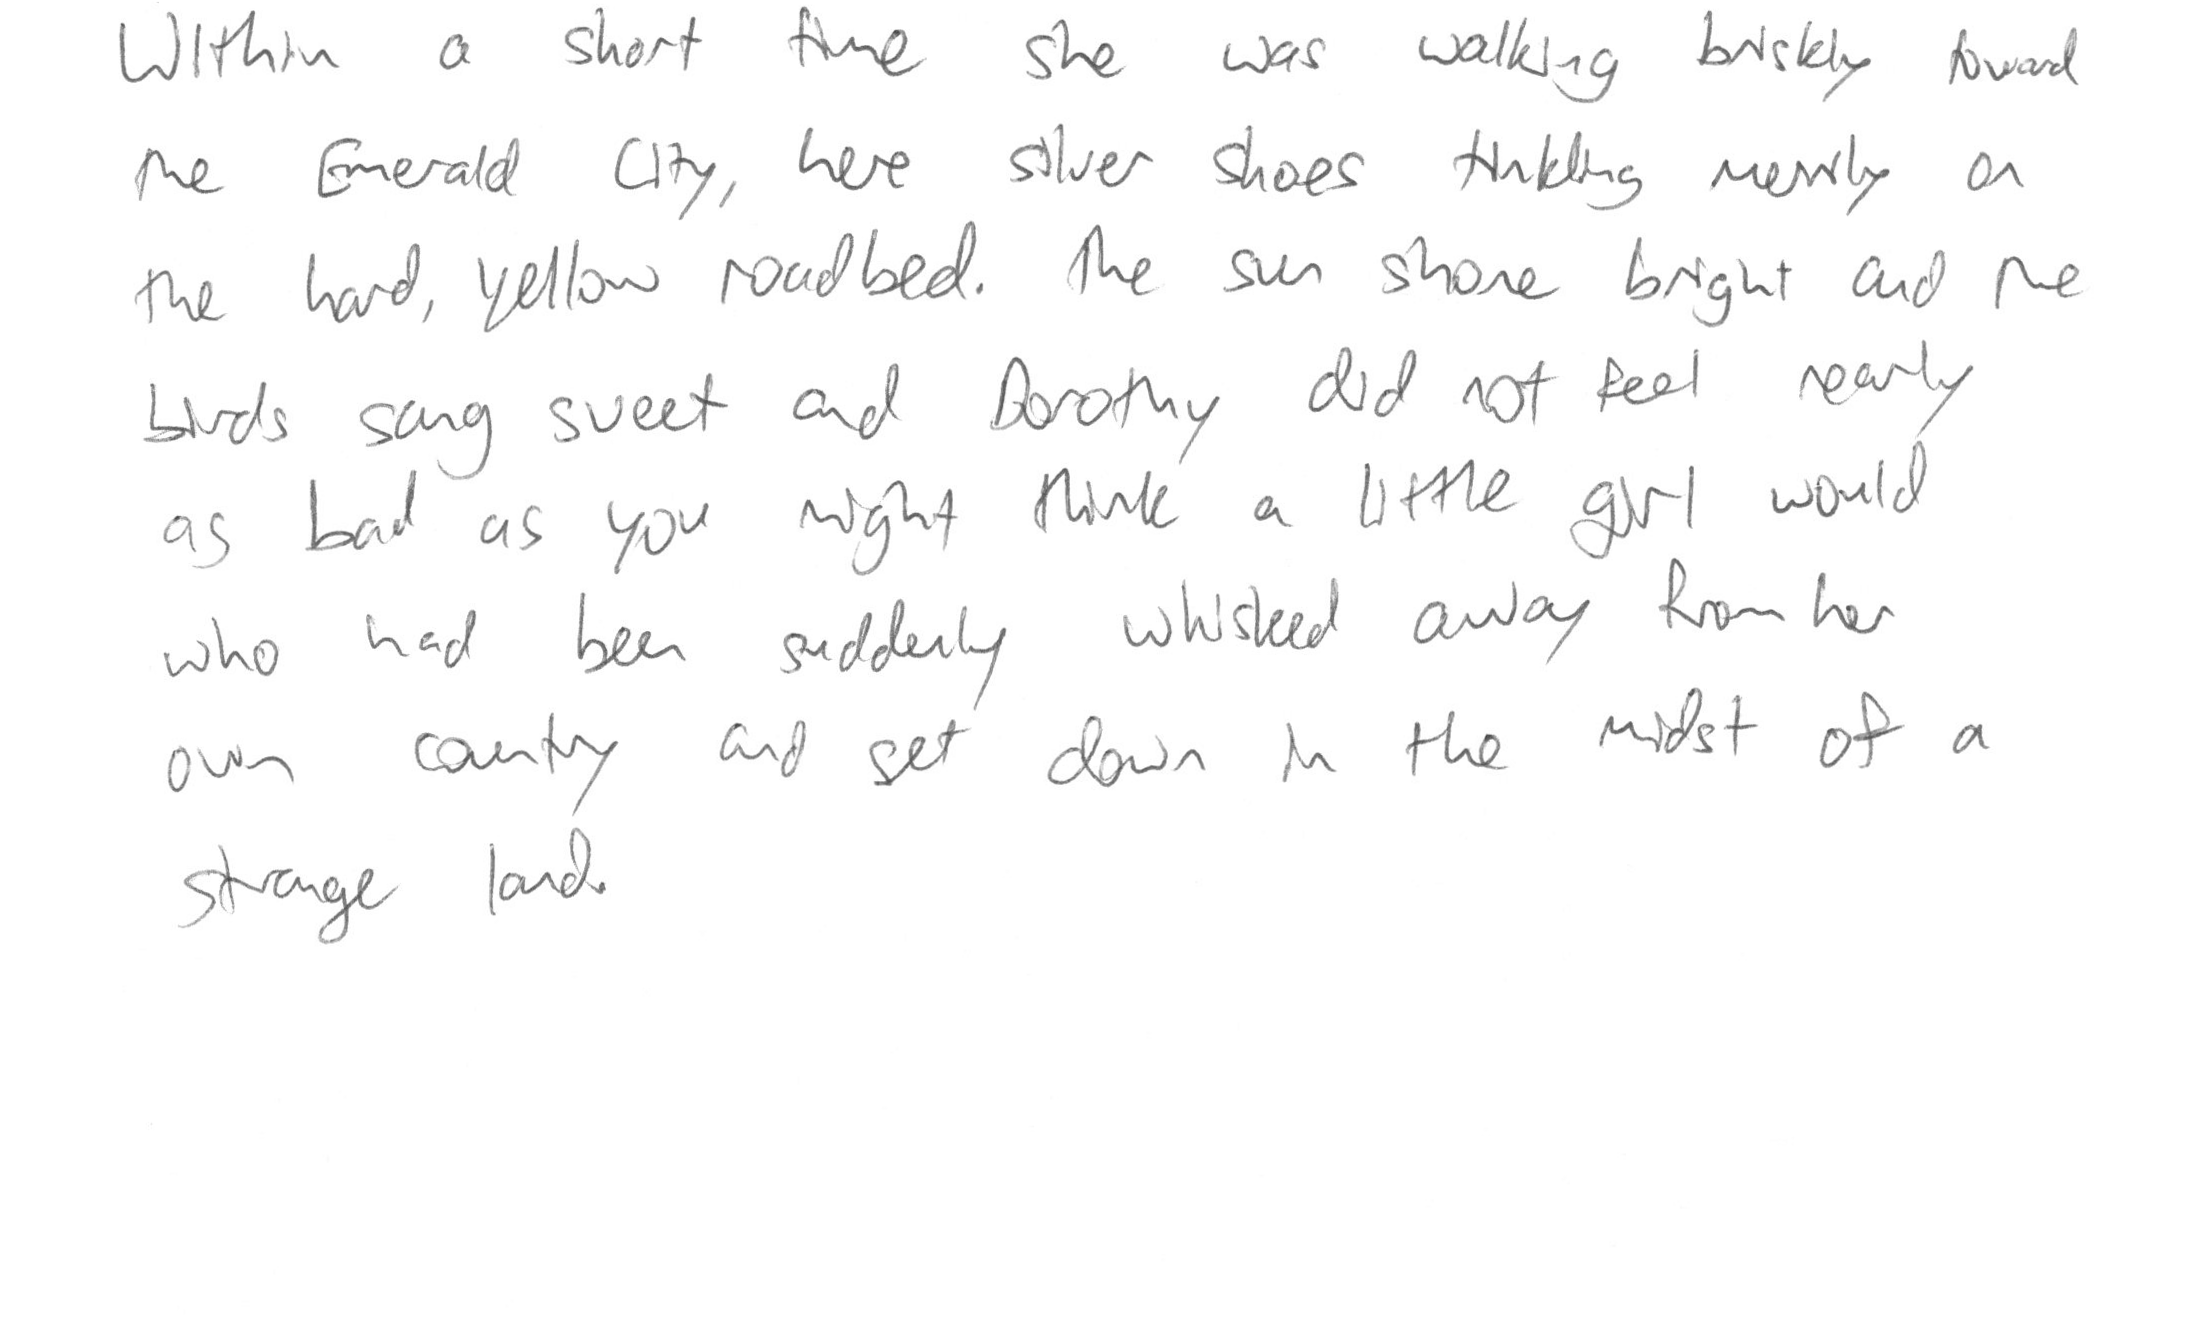 Within a short time she was walking briskly toward
the Emerald City, here silver shoes tinkling merrily on
the hard, yellow roadbed. The sun shone bright and the
birds sang sweet and Dorothy did not feel nearly
as bad as you might think a little girl would
who had been suddenly whisked away from her
own country and set down in the midst of a
strange land.